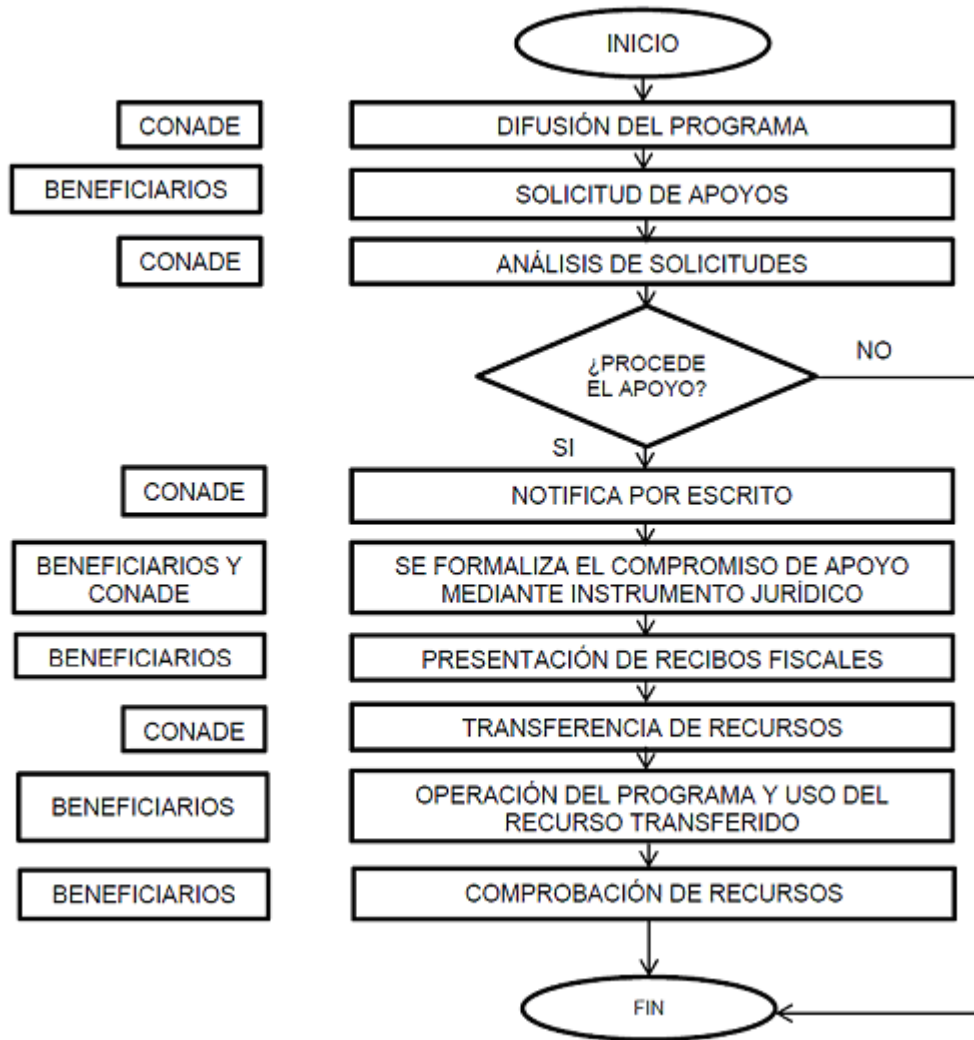 INICIO
CONADE
DIFUSIÓN DEL PROGRAMA
BENEFICIARIOS
SOLICITUD DE APOYOS
CONADE
ANÁLISIS DE SOLICITUDES
¿PROCEDE
EL APOYO?
NO
SI
CONADE
NOTIFICA POR ESCRITO
BENEFICIARIOS Y
CONADE
SE FORMALIZA EL COMPROMISO DE APOYO
MEDIANTE INSTRUMENTO JURÍDICO
BENEFICIARIOS
PRESENTACIÓN DE RECIBOS FISCALES
CONADE
TRANSFERENCIA DE RECURSOS
BENEFICIARIOS
OPERACIÓN DEL PROGRAMA Y USO DEL
RECURSO TRANSFERIDO
BENEFICIARIOS
COMPROBACIÓN DE RECURSOS
FIN